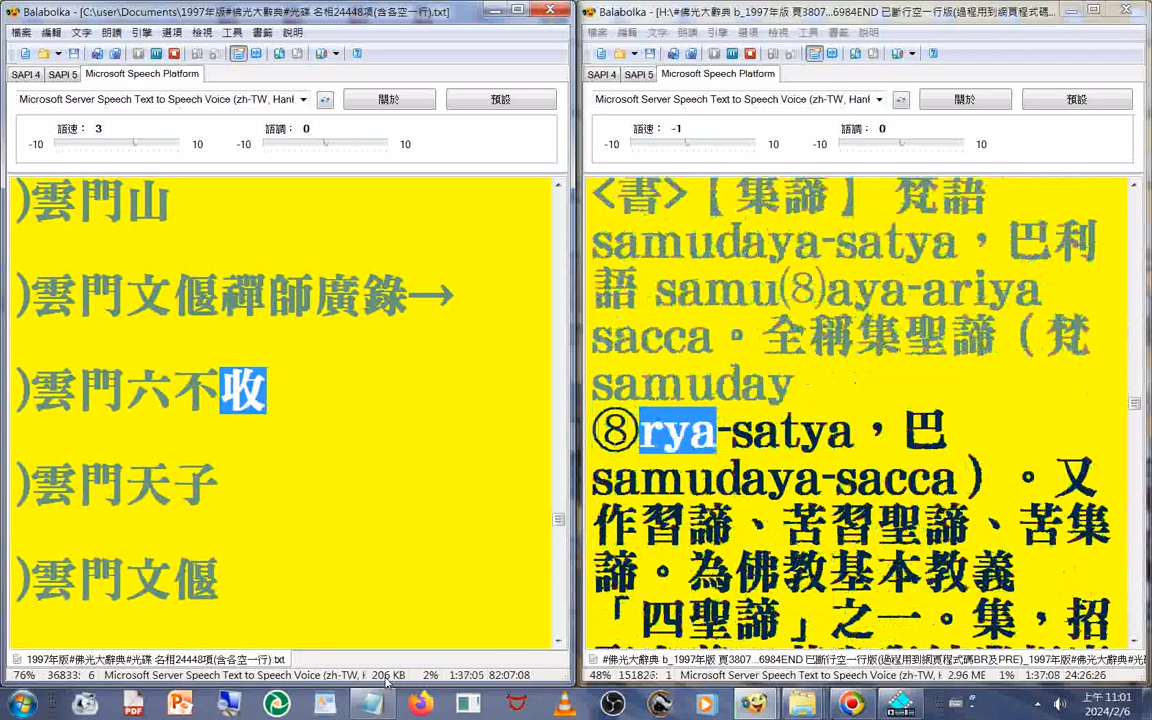 Balabolka - [C:\user\Documents\1997年版#佛光大辭典#光碟 名相24448項(含各空一行).txt]
檔案 編輯 文字 朗讀 引擎 選項 檢視 工具 書籤 說明
SAPI 4 SAPI 5 Microsoft Speech Platform
Microsoft Server Speech Text to Speech Voice (zh-TW, Hanl 關於 預設
語速： 3 語調： 0
-10 10 -10 10
)雲門山
)雲門文偃禪師廣錄→
)雲門六不收
)雲門天子
)雲門文偃
1997年版#佛光大辭典#光碟 名相24448項(含各空一行).txt
76% 36833: 6 Microsoft Server Speech Text to Speech Voice (zh-TW, H 206 KB 2% 1:37:05 82:07:08
Balabolka - [H:\#佛光大辭典 b_1997年版 頁3807...6984END 已斷行空一行版(過程用到網頁程式碼...
檔案 編輯 文字 朗讀 引擎 選項 檢視 工具 書籤 說明
SAPI 4 SAPI 5 Microsoft Speech Platform
Microsoft Server Speech Text to Speech Voice (zh-TW, Hanl 關於 預設
語速： -1 語調： 0
-10 10 -10 10
<書>【集諦】 梵語
samudaya-satya，巴利
語 samu⑻aya-ariya
sacca。全稱集聖諦（梵
samuday
⑧rya-satya，巴
samudaya-sacca）。又
作習諦、苦習聖諦、苦集
諦。為佛教基本教義
「四聖諦」之一。集，招
#佛光大辭典 b_1997年版 頁3807...6984END 已斷行空一行版(過程用到網頁程式碼BR及PRE)_1997年版
48% 151826: 1 Microsoft Server Speech Text to Speech Voice (zh-TW, H 2.96 ME 1% 1:37:08 24:26:26
上午 11:01
2024/2/6